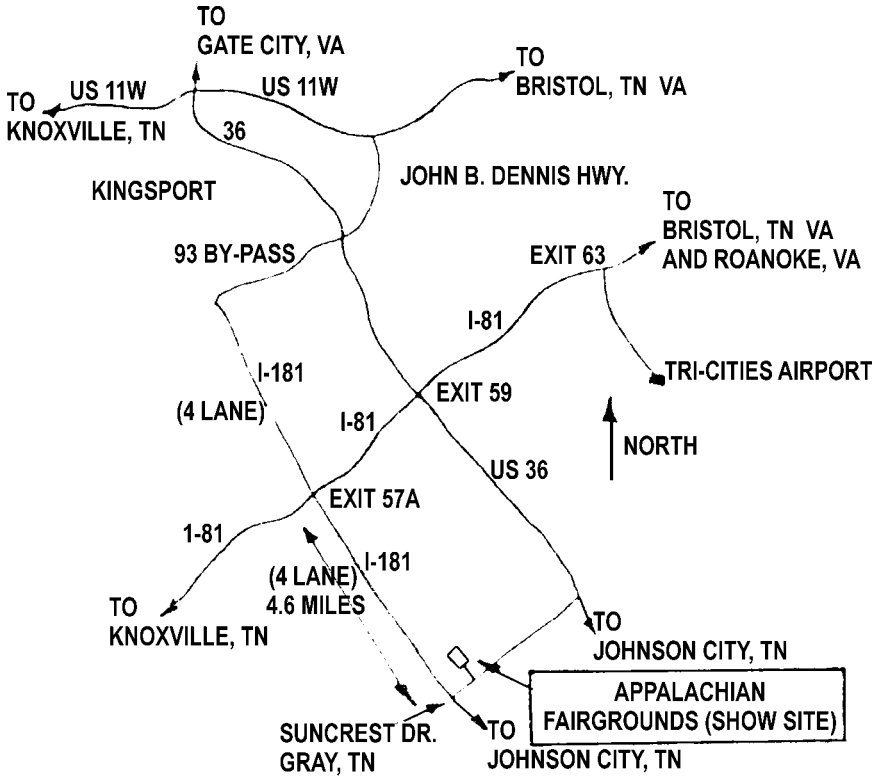 TO
GATE CITY, VA
US 11W
US 11W
TO
BRISTOL, TN VA
TO
KNOXVILLE, TN
36
KINGSPORT
JOHN B. DENNIS HWY.
TO
BRISTOL, TN VA
AND ROANOKE, VA
93 BY-PASS
EXIT 63
I-81
I-181
(4 LANE)
TRI-CITIES AIRPORT
EXIT 59
I-81
NORTH
US 36
EXIT 57A
1-81
I-181
(4 LANE)
4.6 MILES
TO
KNOXVILLE, TN
TO
JOHNSON CITY, TN
APPALACHIAN
FAIRGROUNDS (SHOW SITE)
SUNCREST DR.
GRAY, TN
TO
JOHNSON CITY, TN